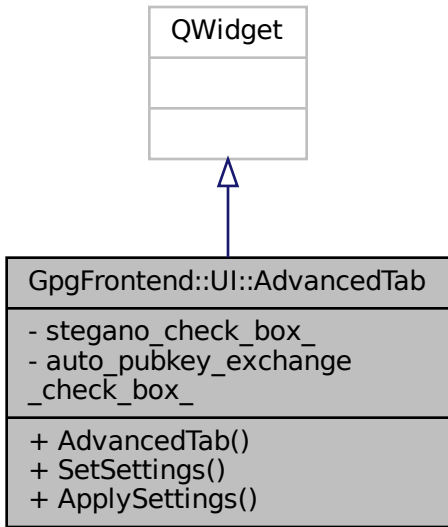 QWidget
GpgFrontend::UI::AdvancedTab
- stegano_check_box_
- auto_pubkey_exchange
_check_box_
+ AdvancedTab()
+ SetSettings()
+ ApplySettings()